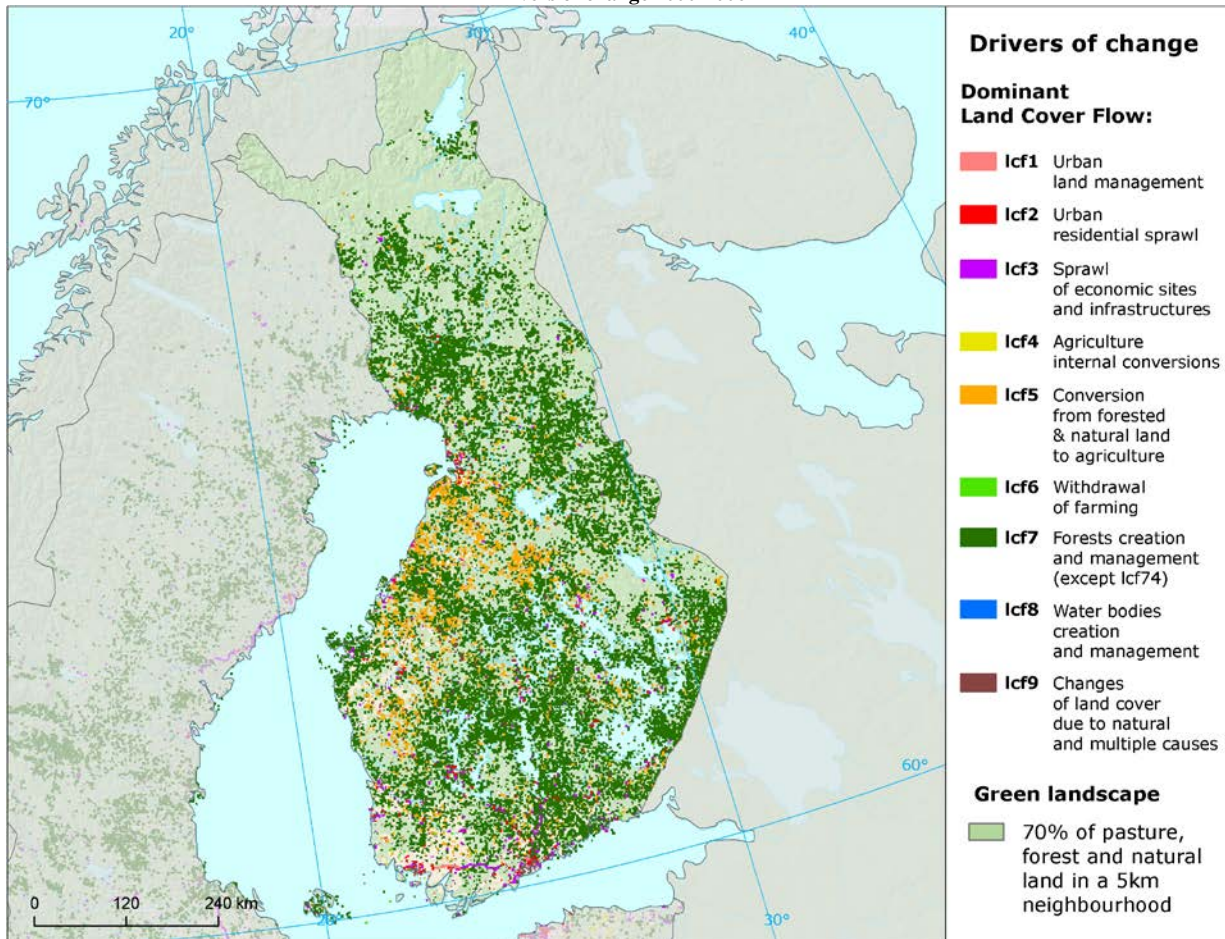 20°
30°
40°
70°
60°
20°
30°
0 120 240 km
Drivers of change
Dominant
Land Cover Flow:
lcf1 Urban
land management
lcf2 Urban
residential sprawl
lcf3 Sprawl
of economic sites
and infrastructures
lcf4 Agriculture
internal conversions
lcf5 Conversion
from forested
& natural land
to agriculture
lcf6 Withdrawal
of farming
lcf7 Forests creation
and management
(except lcf74)
lcf8 Water bodies
creation
and management
lcf9 Changes
of land cover
due to natural
and multiple causes
Green landscape
70% of pasture,
forest and natural
land in a 5km
neighbourhood